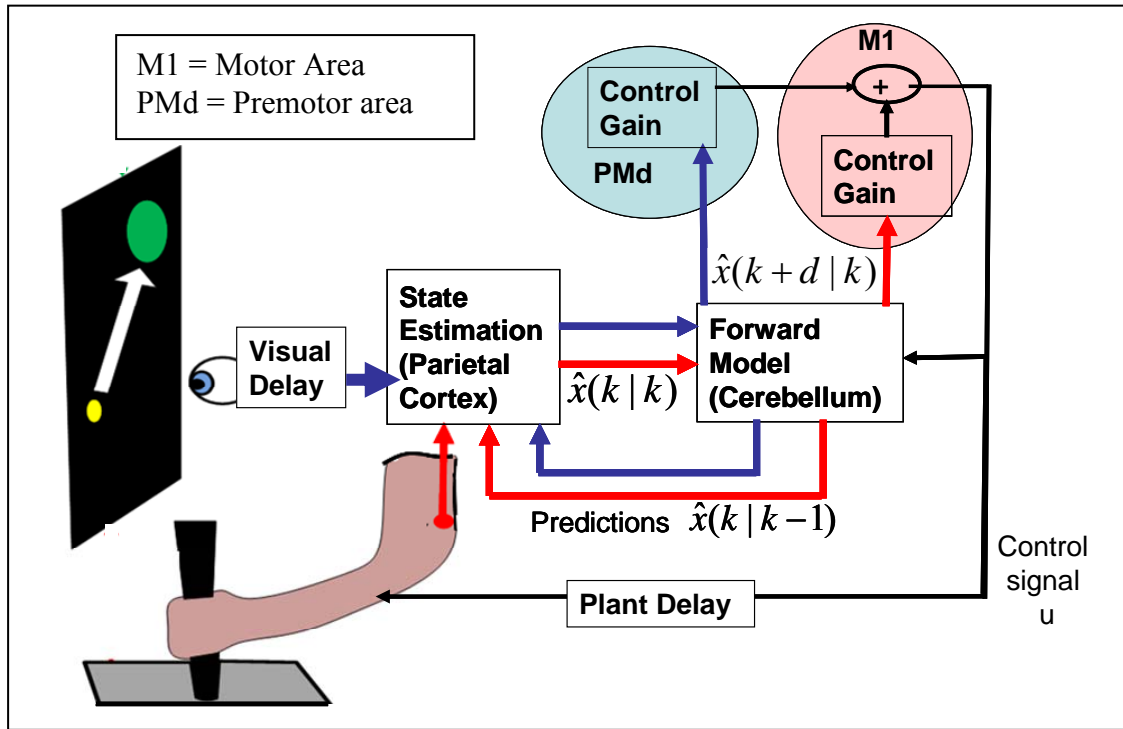 M1 = Motor Area
PMd = Premotor area
M1
+
Control
Gain
PMd
Control
Gain
x̂(k + d | k)
Visual
Delay
State
Estimation
(Parietal
Cortex)
x̂(k | k)
Forward
Model
(Cerebellum)
Predictions x̂(k | k − 1)
Plant Delay
Control
signal
u